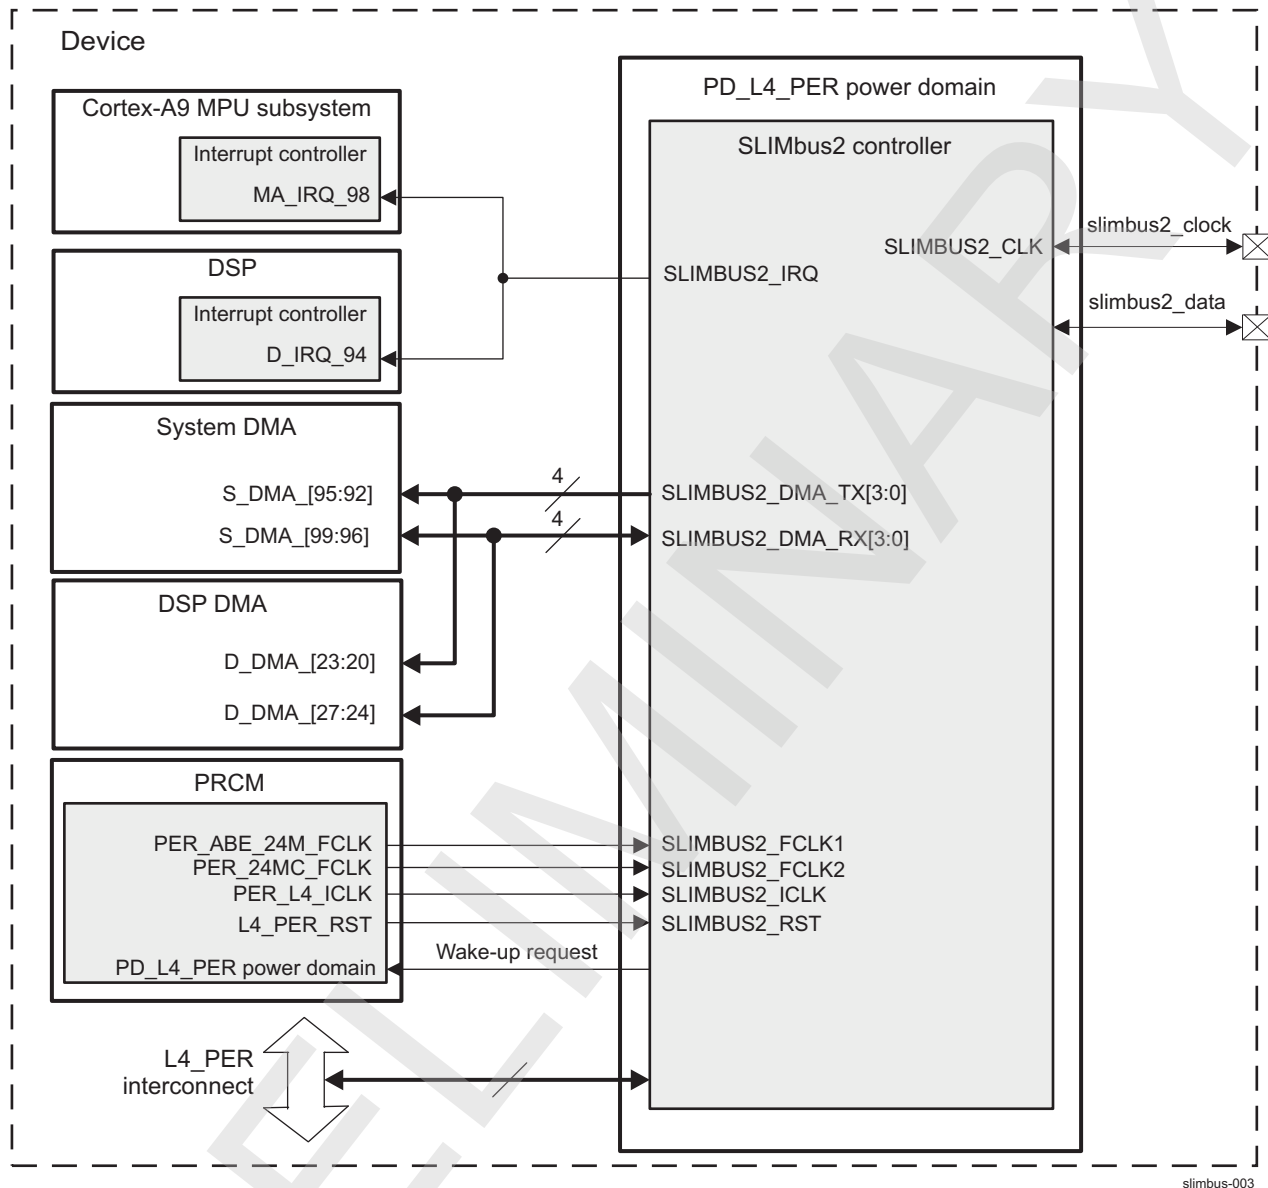 Device
PD_L4_PER power domain
Cortex-A9 MPU subsystem
Interrupt controller
MA_IRQ_98
SLIMbus2 controller
slimbus2_clock
SLIMBUS2_CLK
DSP
SLIMBUS2_IRQ
slimbus2_data
Interrupt controller
D_IRQ_94
System DMA
S_DMA_[95:92]
4
SLIMBUS2_DMA_TX[3:0]
S_DMA_[99:96]
4
SLIMBUS2_DMA_RX[3:0]
DSP DMA
D_DMA_[23:20]
D_DMA_[27:24]
PRCM
PER_ABE_24M_FCLK
SLIMBUS2_FCLK1
PER_24MC_FCLK
SLIMBUS2_FCLK2
PER_L4_ICLK
SLIMBUS2_ICLK
L4_PER_RST
SLIMBUS2_RST
Wake-up request
PD_L4_PER power domain
L4_PER
interconnect
ELIMINARY
slimbus-003